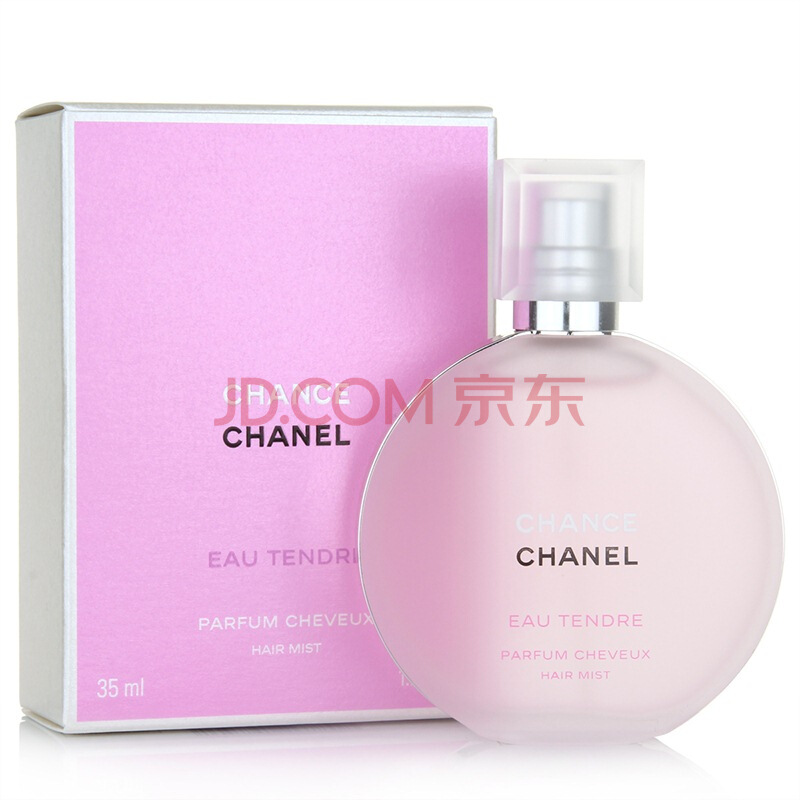 CHANCE
CHANEL
EAU TENDRE
PARFUM CHEVEUX
HAIR MIST
35 ml
JD.COM 京东
CHANCE
CHANEL
EAU TENDRE
PARFUM CHEVEUX
HAIR MIST